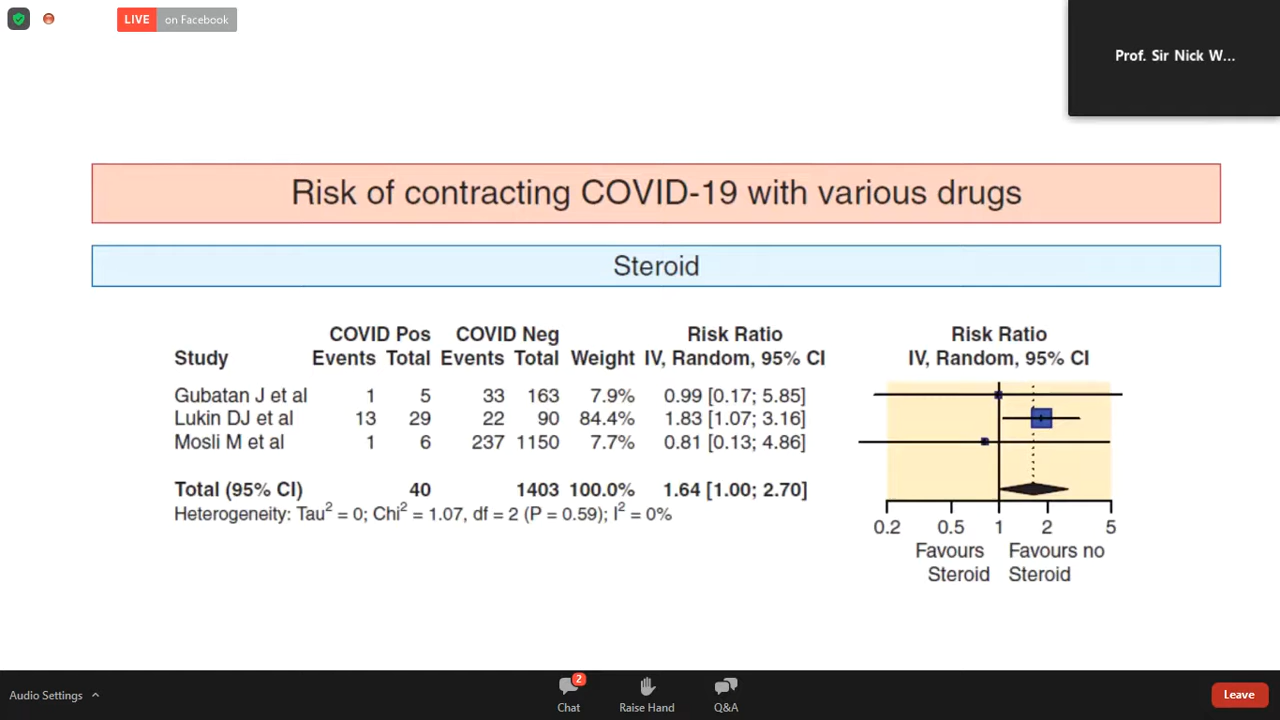 LIVE on Facebook
Prof. Sir Nick W...
Risk of contracting COVID-19 with various drugs
Steroid
COVID Pos COVID Neg Risk Ratio Risk Ratio
Study Events Total Events Total Weight IV, Random, 95% CI IV, Random, 95% CI
Gubatan J et al 1 5 33 163 7.9% 0.99 [0.17; 5.85]
Lukin DJ et al 13 29 22 90 84.4% 1.83 [1.07; 3.16]
Mosli M et al 1 6 237 1150 7.7% 0.81 [0.13; 4.86]
Total (95% CI) 40 1403 100.0% 1.64 [1.00; 2.70]
Heterogeneity: Tau² = 0; Chi² = 1.07, df = 2 (P = 0.59); I² = 0%
0.2 0.5 1 2 5
Favours Favours no
Steroid Steroid
Audio Settings
2
Chat Raise Hand Q&A
Leave